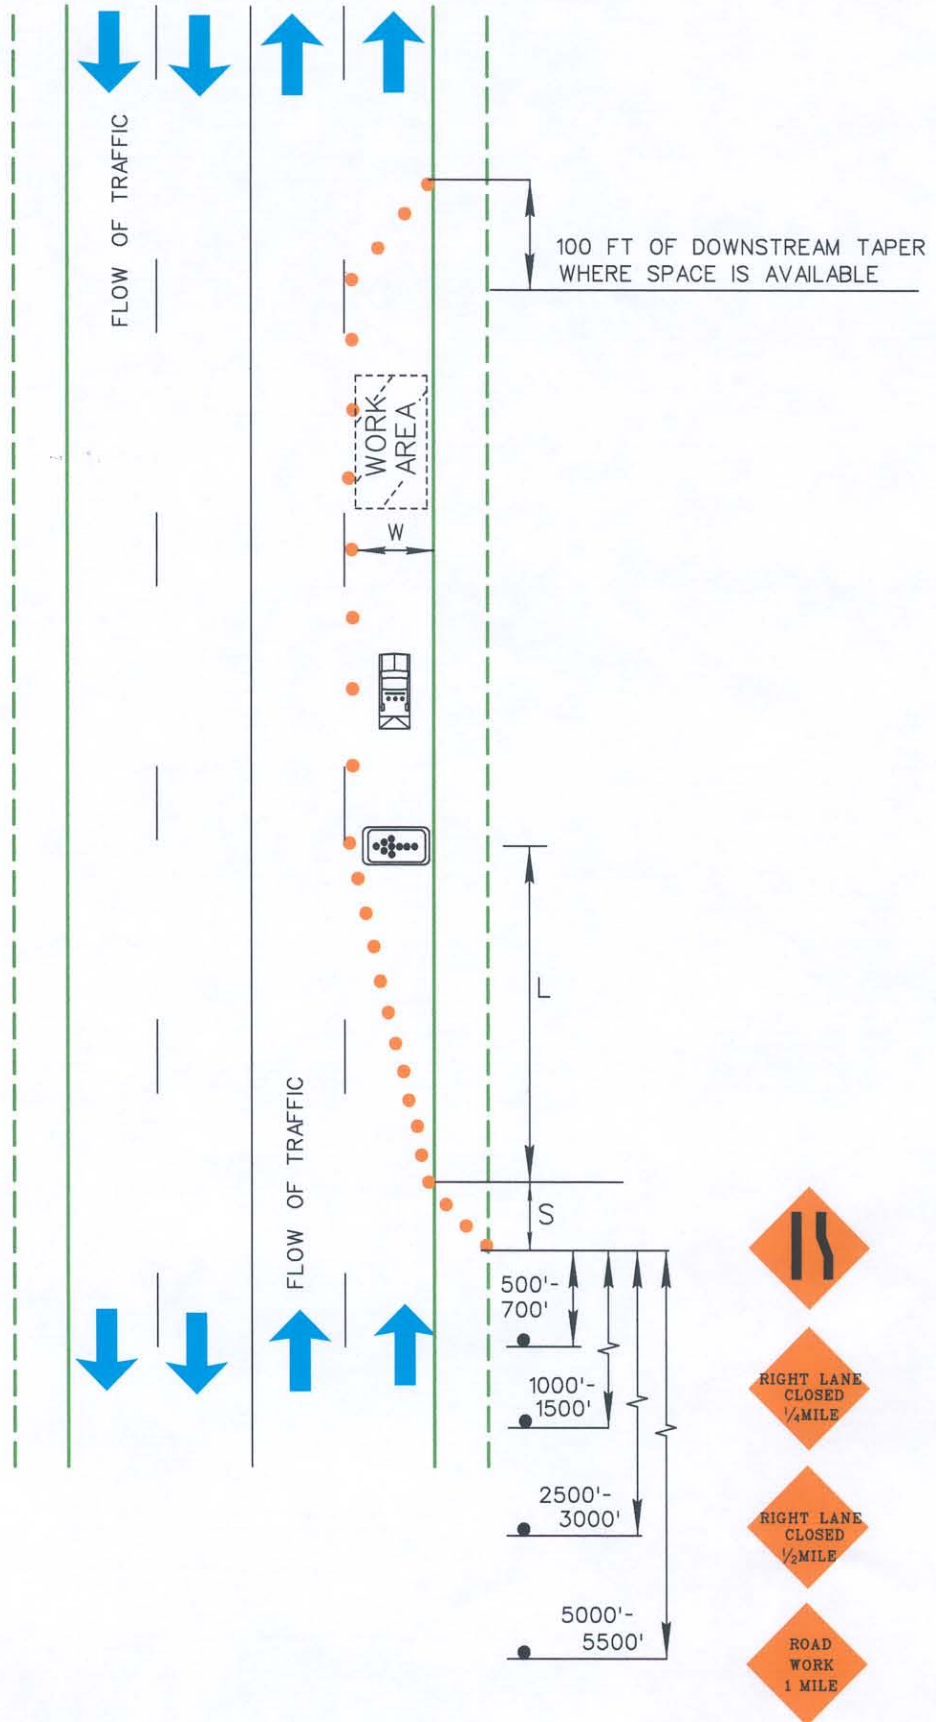 FLOW OF TRAFFIC
100 FT OF DOWNSTREAM TAPER
WHERE SPACE IS AVAILABLE
WORK
AREA
W
L
FLOW OF TRAFFIC
S
500'-
700'
1000'-
1500'
RIGHT LANE
CLOSED
1/4MILE
2500'-
3000'
RIGHT LANE
CLOSED
1/2MILE
5000'-
5500'
ROAD
WORK
1 MILE